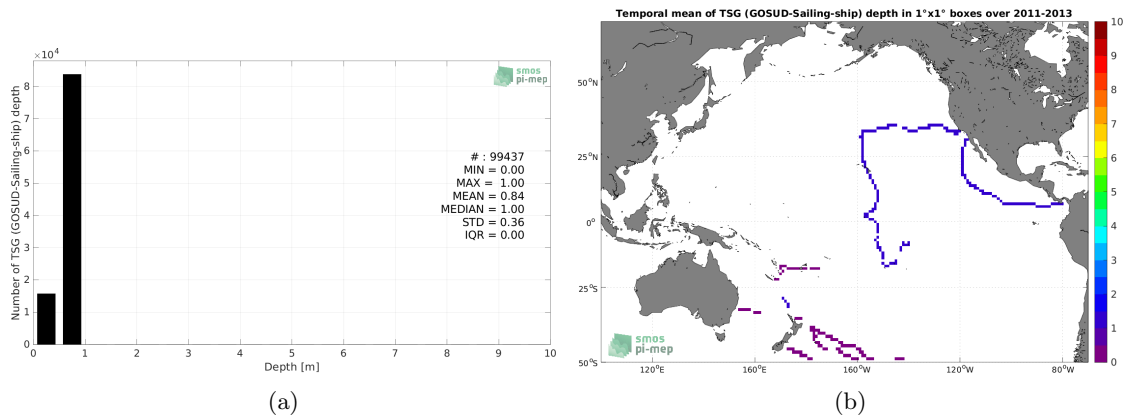 ×10⁴
8
7
6
5
4
3
2
1
0
Number of TSG (GOSUD-Sailing-ship) depth
smos
pi-mep
# : 99437
MIN = 0.00
MAX = 1.00
MEAN = 0.84
MEDIAN = 1.00
STD = 0.36
IQR = 0.00
0 1 2 3 4 5 6 7 8 9 10
Depth [m]
(a)
Temporal mean of TSG (GOSUD-Sailing-ship) depth in 1°x1° boxes over 2011-2013
50°N
25°N
0°
25°S
50°S
smos
pi-mep
120°E 160°E 160°W 120°W 80°W
10
9
8
7
6
5
4
3
2
1
0
(b)